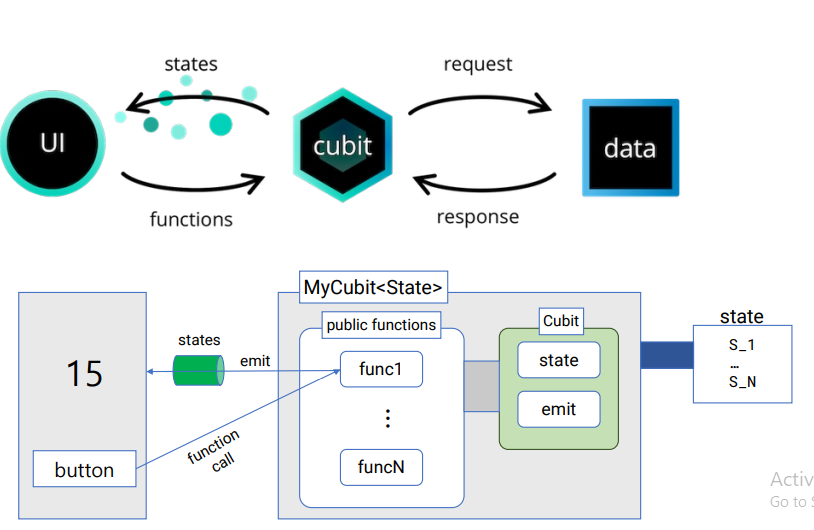 states
request
UI
cubit
data
functions
response
MyCubit<State>
public functions
Cubit
state
states
emit
15
func1
state
S_1
…
S_N
emit
⋮
function
call
button
funcN
Go to